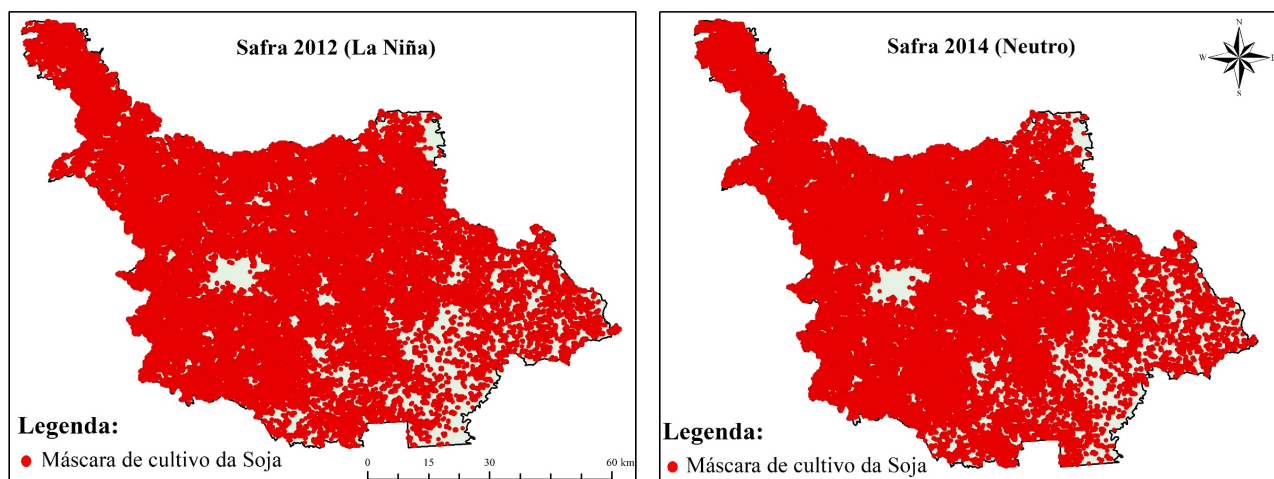 Safra 2012 (La Niña)
Legenda:
Máscara de cultivo da Soja
0 15 30 60 km
Safra 2014 (Neutro)
N
W E
S
Legenda:
Máscara de cultivo da Soja